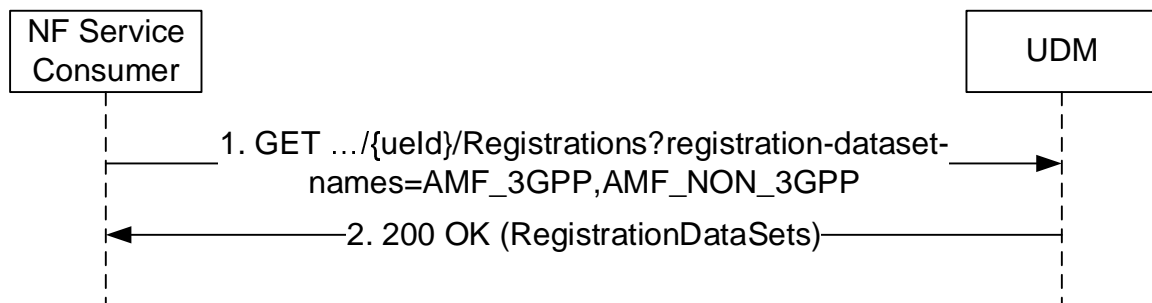 NF Service
Consumer
UDM
1. GET …/{ueId}/Registrations?registration-dataset-
names=AMF_3GPP,AMF_NON_3GPP
2. 200 OK (RegistrationDataSets)